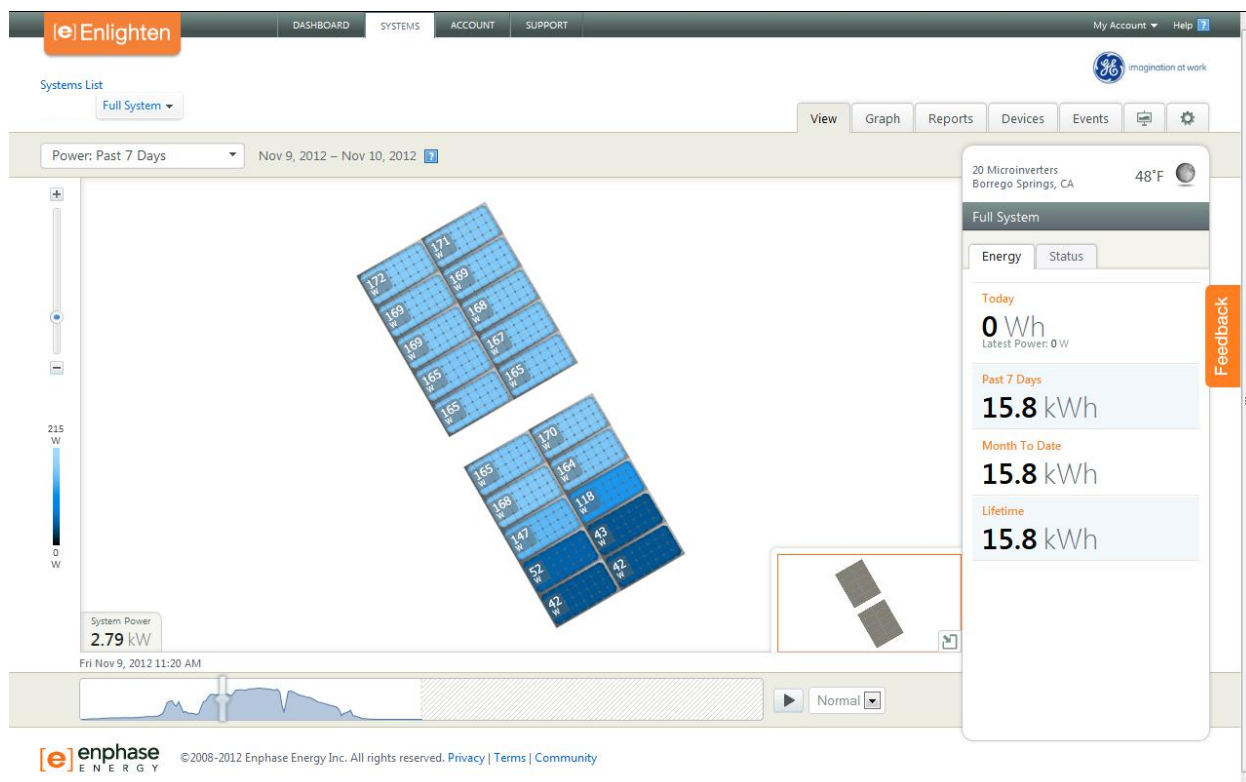 [e] Enlighten
DASHBOARD SYSTEMS ACCOUNT SUPPORT
My Account Help ?
GE imagination at work
Systems List
Full System
View Graph Reports Devices Events
Power: Past 7 Days
Nov 9, 2012 – Nov 10, 2012 ?
20 Microinverters
Borrego Springs, CA
48°F
Full System
Energy Status
Today
0 Wh
Latest Power: 0 W
Past 7 Days
15.8 kWh
Month To Date
15.8 kWh
Lifetime
15.8 kWh
Feedback
215
W
0
W
171 W
172 W
169 W
169 W
168 W
169 W
167 W
165 W
165 W
165 W
170 W
165 W
164 W
168 W
118 W
147 W
43 W
52 W
42 W
42 W
System Power
2.79 kW
Fri Nov 9, 2012 11:20 AM
Normal
[e] enphase
ENERGY
©2008-2012 Enphase Energy Inc. All rights reserved. Privacy | Terms | Community